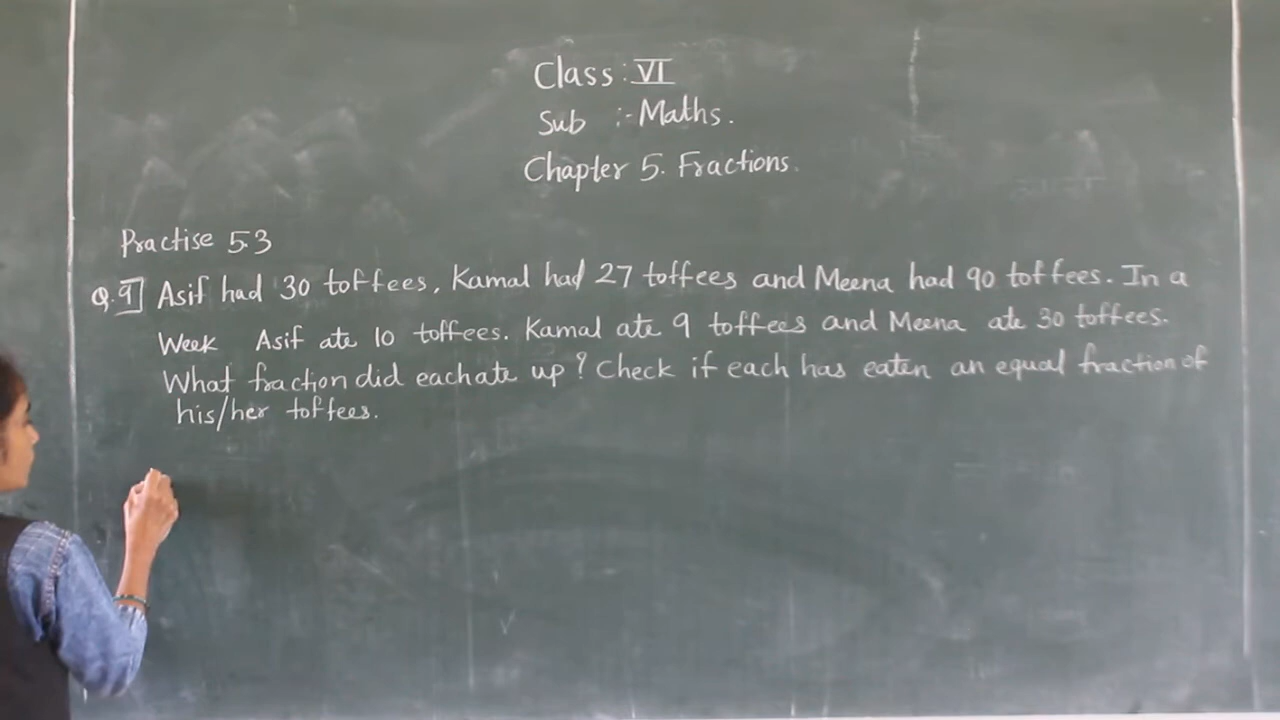 Class : VI
Sub :- Maths.
Chapter 5. Fractions.
Practise 5.3
Q.9] Asif had 30 toffees, Kamal had 27 toffees and Meena had 90 toffees. In a
Week Asif ate 10 toffees. Kamal ate 9 toffees and Meena ate 30 toffees.
What fraction did each ate up ? Check if each has eaten an equal fraction of
his/her toffees.